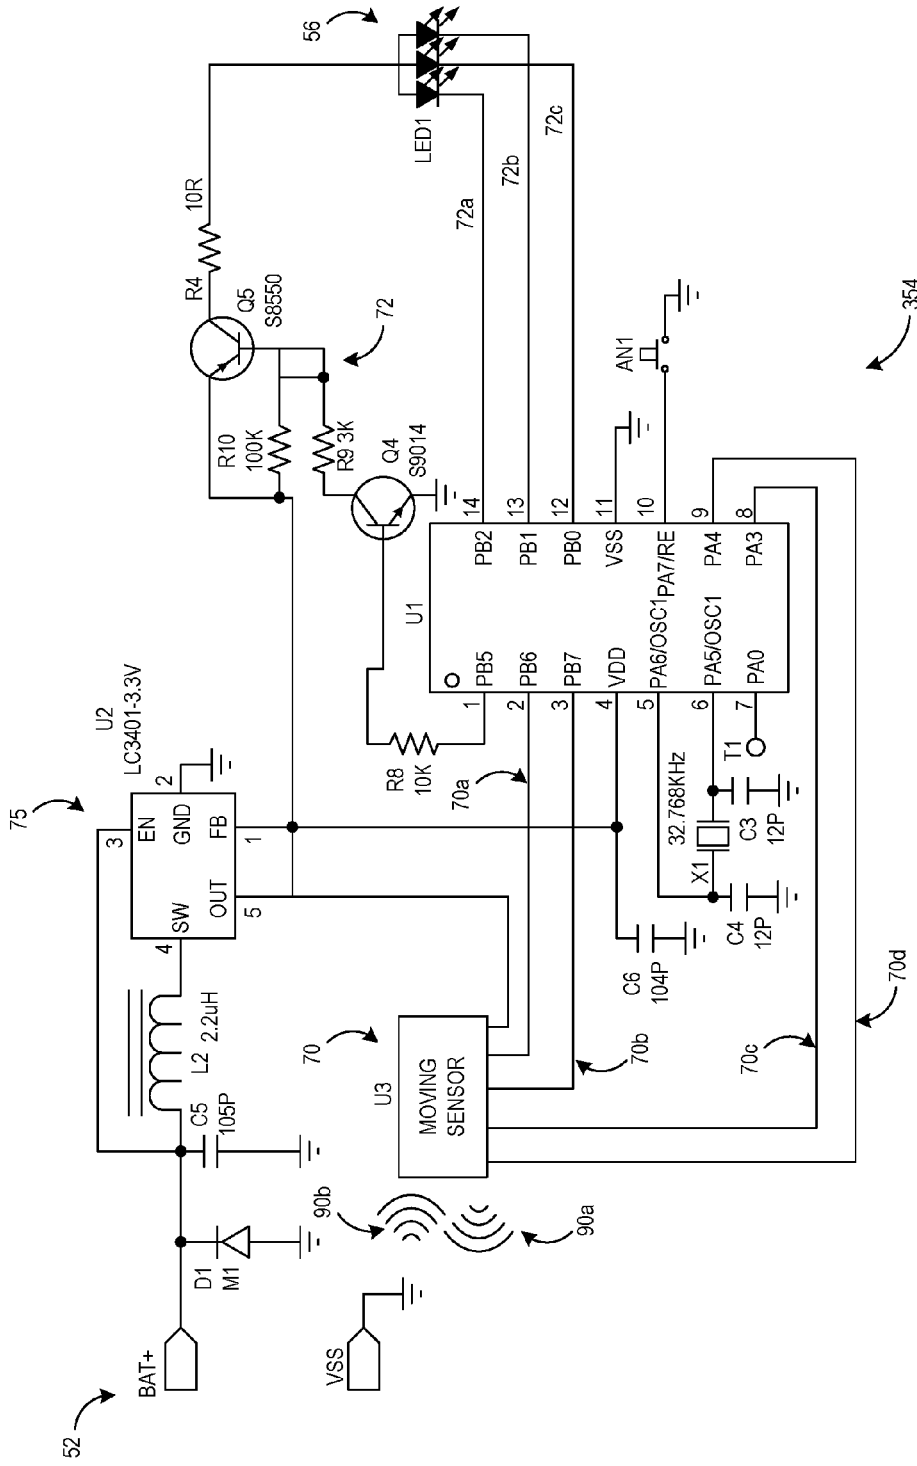 52
BAT+
VSS
D1
M1
75
C5
105P
L2
2.2uH
U2
LC3401-3.3V
3
EN
2
GND
4
SW
OUT
5
FB
1
90b
90a
70
U3
MOVING
SENSOR
R10
100K
R9 3K
Q5
S8550
R4
10R
72
Q4
S9014
R8
10K
56
LED1
72a
72b
72c
U1
1
PB5
2
PB6
3
PB7
4
VDD
5
PA6/OSC1
6
PA5/OSC1
7
PA0
14
PB2
13
PB1
12
PB0
11
VSS
10
PA7/RE
9
PA4
8
PA3
AN1
354
70a
70b
70c
70d
C6
104P
C4
12P
X1
32.768KHz
C3
12P
T1